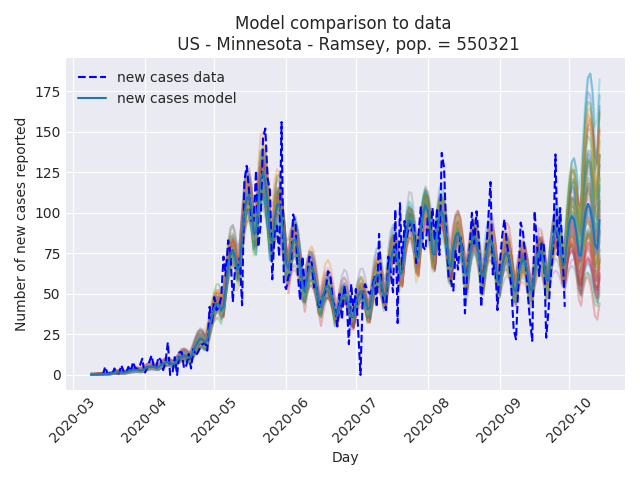 Model comparison to data
US - Minnesota - Ramsey, pop. = 550321
new cases data
new cases model
Number of new cases reported
175
150
125
100
75
50
25
0
2020-03
2020-04
2020-05
2020-06
2020-07
2020-08
2020-09
2020-10
Day